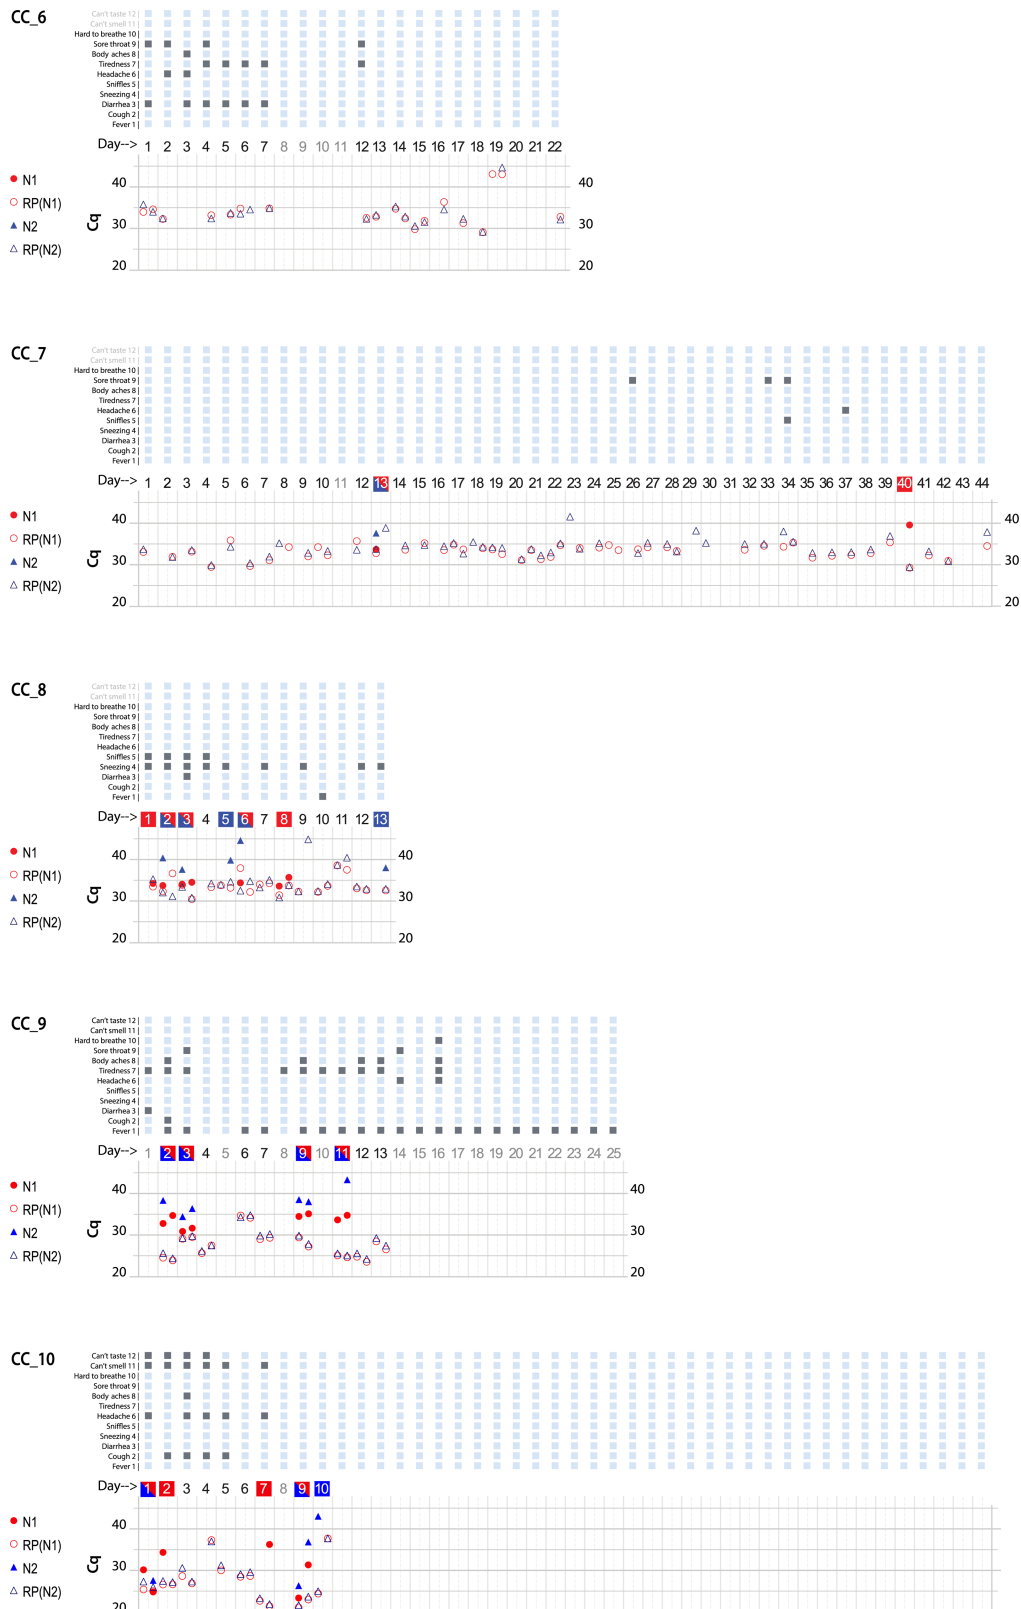 CC_6
Can't taste 12
Can't smell 11
Hard to breathe 10
Sore throat 9
Body aches 8
Tiredness 7
Headache 6
Sniffles 5
Sneezing 4
Diarrhea 3
Cough 2
Fever 1
Day--> 1 2 3 4 5 6 7 8 9 10 11 12 13 14 15 16 17 18 19 20 21 22
N1
RP(N1)
N2
RP(N2)
Cq
40 40
30 30
20 20
CC_7
Can't taste 12
Can't smell 11
Hard to breathe 10
Sore throat 9
Body aches 8
Tiredness 7
Headache 6
Sniffles 5
Sneezing 4
Diarrhea 3
Cough 2
Fever 1
Day--> 1 2 3 4 5 6 7 8 9 10 11 12 13 14 15 16 17 18 19 20 21 22 23 24 25 26 27 28 29 30 31 32 33 34 35 36 37 38 39 40 41 42 43 44
N1
RP(N1)
N2
RP(N2)
Cq
40 40
30 30
20 20
CC_8
Can't taste 12
Can't smell 11
Hard to breathe 10
Sore throat 9
Body aches 8
Tiredness 7
Headache 6
Sniffles 5
Sneezing 4
Diarrhea 3
Cough 2
Fever 1
Day--> 1 2 3 4 5 6 7 8 9 10 11 12 13
N1
RP(N1)
N2
RP(N2)
Cq
40 40
30 30
20 20
CC_9
Can't taste 12
Can't smell 11
Hard to breathe 10
Sore throat 9
Body aches 8
Tiredness 7
Headache 6
Sniffles 5
Sneezing 4
Diarrhea 3
Cough 2
Fever 1
Day--> 1 2 3 4 5 6 7 8 9 10 11 12 13 14 15 16 17 18 19 20 21 22 23 24 25
N1
RP(N1)
N2
RP(N2)
Cq
40 40
30 30
20 20
CC_10
Can't taste 12
Can't smell 11
Hard to breathe 10
Sore throat 9
Body aches 8
Tiredness 7
Headache 6
Sniffles 5
Sneezing 4
Diarrhea 3
Cough 2
Fever 1
Day--> 1 2 3 4 5 6 7 8 9 10
N1
RP(N1)
N2
RP(N2)
Cq
40 40
30 30
20